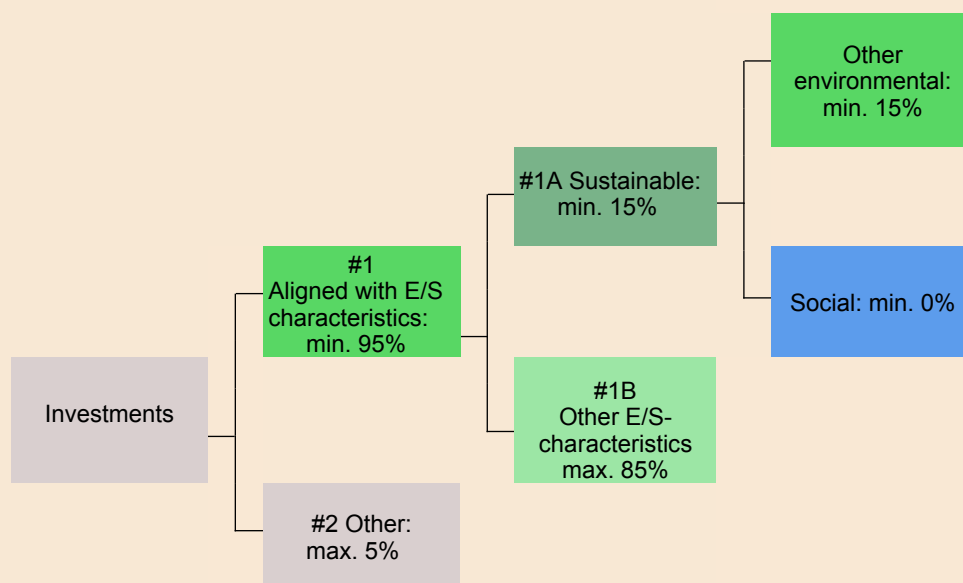 Investments
#1
Aligned with E/S
characteristics:
min. 95%
#2 Other:
max. 5%
#1A Sustainable:
min. 15%
#1B
Other E/S-
characteristics
max. 85%
Other
environmental:
min. 15%
Social: min. 0%